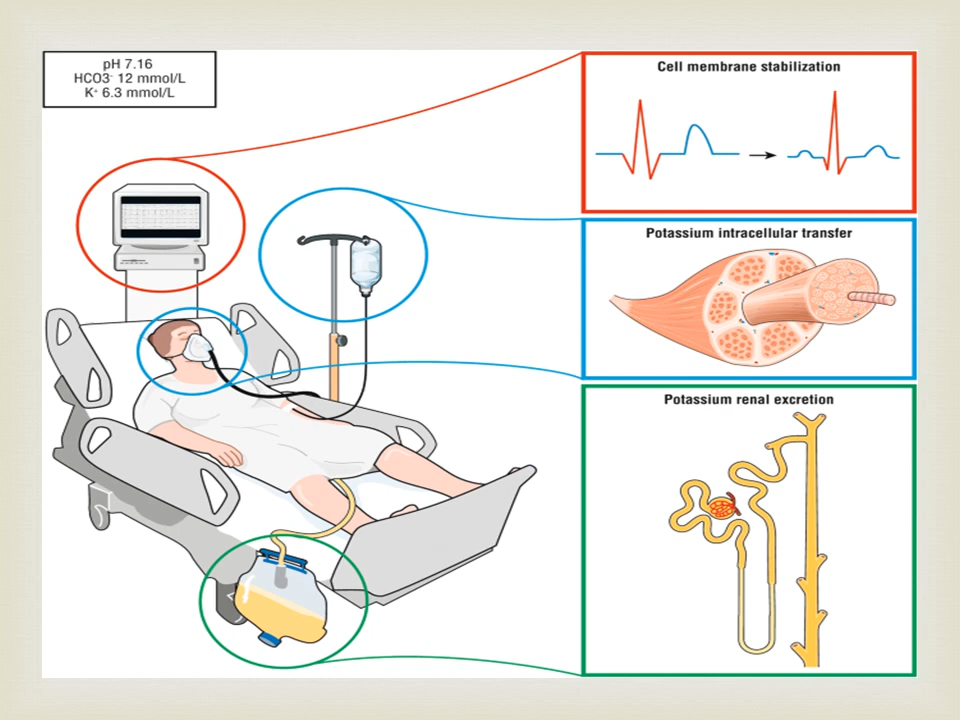 pH 7.16
HCO3⁻ 12 mmol/L
K⁺ 6.3 mmol/L
Cell membrane stabilization
Potassium intracellular transfer
Potassium renal excretion